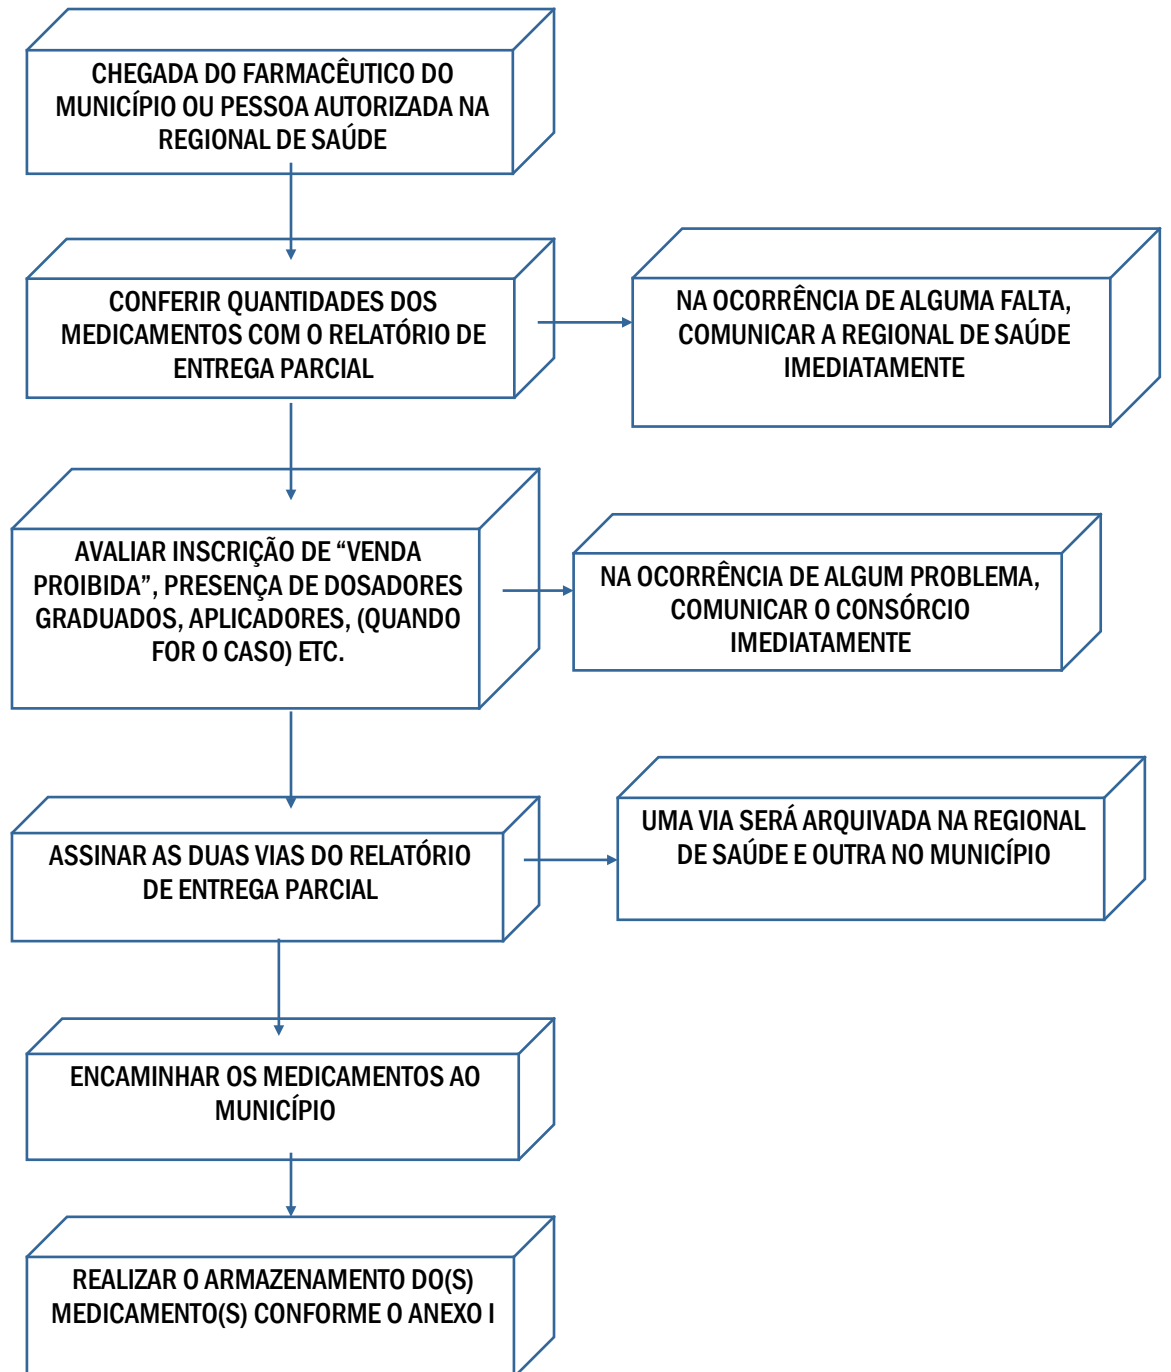 CHEGADA DO FARMACÊUTICO DO
MUNICÍPIO OU PESSOA AUTORIZADA NA
REGIONAL DE SAÚDE
CONFERIR QUANTIDADES DOS
MEDICAMENTOS COM O RELATÓRIO DE
ENTREGA PARCIAL
NA OCORRÊNCIA DE ALGUMA FALTA,
COMUNICAR A REGIONAL DE SAÚDE
IMEDIATAMENTE
AVALIAR INSCRIÇÃO DE “VENDA
PROIBIDA”, PRESENÇA DE DOSADORES
GRADUADOS, APLICADORES, (QUANDO
FOR O CASO) ETC.
NA OCORRÊNCIA DE ALGUM PROBLEMA,
COMUNICAR O CONSÓRCIO
IMEDIATAMENTE
ASSINAR AS DUAS VIAS DO RELATÓRIO
DE ENTREGA PARCIAL
UMA VIA SERÁ ARQUIVADA NA REGIONAL
DE SAÚDE E OUTRA NO MUNICÍPIO
ENCAMINHAR OS MEDICAMENTOS AO
MUNICÍPIO
REALIZAR O ARMAZENAMENTO DO(S)
MEDICAMENTO(S) CONFORME O ANEXO I